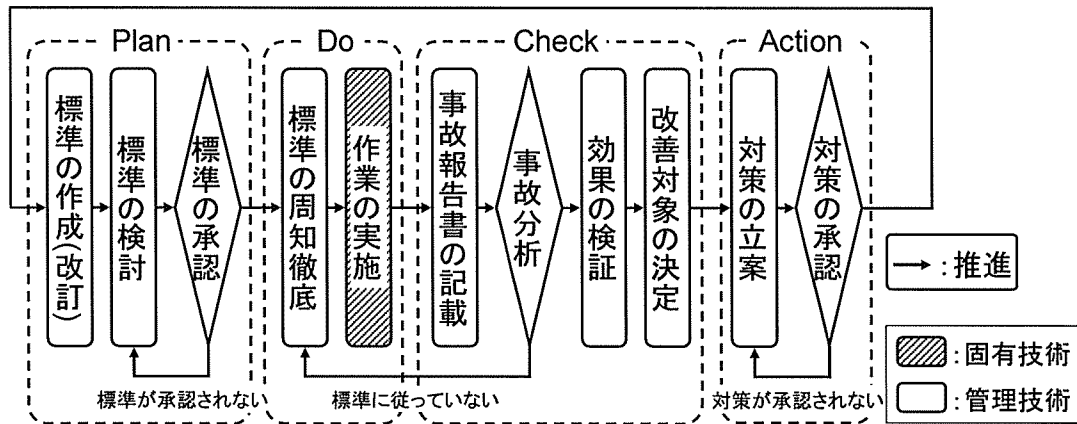 Plan
Do
Check
Action
標準の作成(改訂)
標準の検討
標準の承認
標準の周知徹底
作業の実施
事故報告書の記載
事故分析
効果の検証
改善対象の決定
対策の立案
対策の承認
:推進
標準が承認されない
標準に従っていない
対策が承認されない
:固有技術
:管理技術